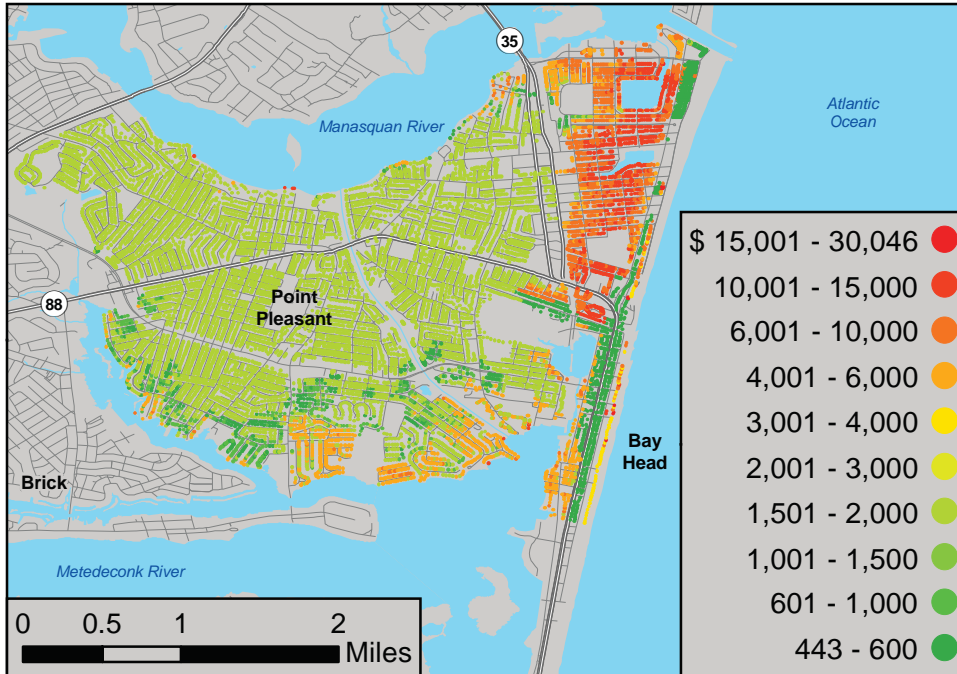 35
Manasquan River
Atlantic
Ocean
$ 15,001 - 30,046
10,001 - 15,000
6,001 - 10,000
4,001 - 6,000
3,001 - 4,000
2,001 - 3,000
1,501 - 2,000
1,001 - 1,500
601 - 1,000
443 - 600
88
Point
Pleasant
Bay
Head
Brick
Metedeconk River
0 0.5 1 2
Miles